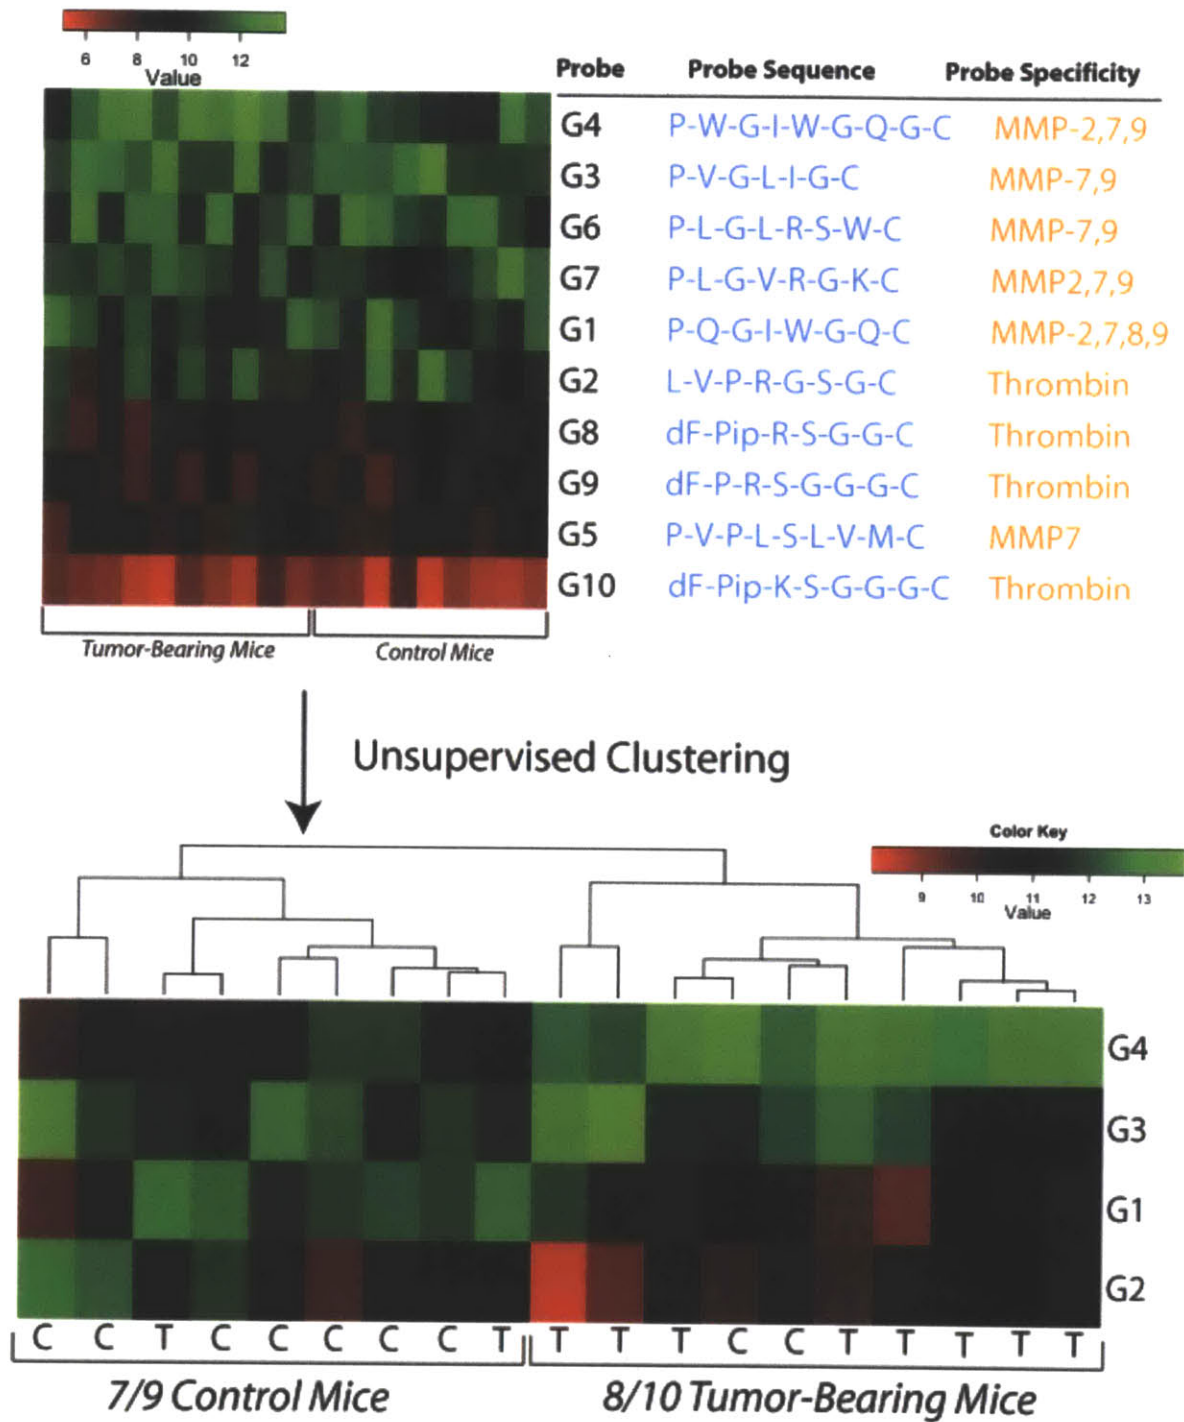 6 8 10 12
Value
Probe Probe Sequence Probe Specificity
G4 P-W-G-I-W-G-Q-G-C MMP-2,7,9
G3 P-V-G-L-I-G-C MMP-7,9
G6 P-L-G-L-R-S-W-C MMP-7,9
G7 P-L-G-V-R-G-K-C MMP2,7,9
G1 P-Q-G-I-W-G-Q-C MMP-2,7,8,9
G2 L-V-P-R-G-S-G-C Thrombin
G8 dF-Pip-R-S-G-G-C Thrombin
G9 dF-P-R-S-G-G-G-C Thrombin
G5 P-V-P-L-S-L-V-M-C MMP7
G10 dF-Pip-K-S-G-G-G-C Thrombin
Tumor-Bearing Mice Control Mice
Unsupervised Clustering
Color Key
9 10 11 12 13
Value
G4
G3
G1
G2
C C T C C C C C T T T T C C T T T T T
7/9 Control Mice 8/10 Tumor-Bearing Mice